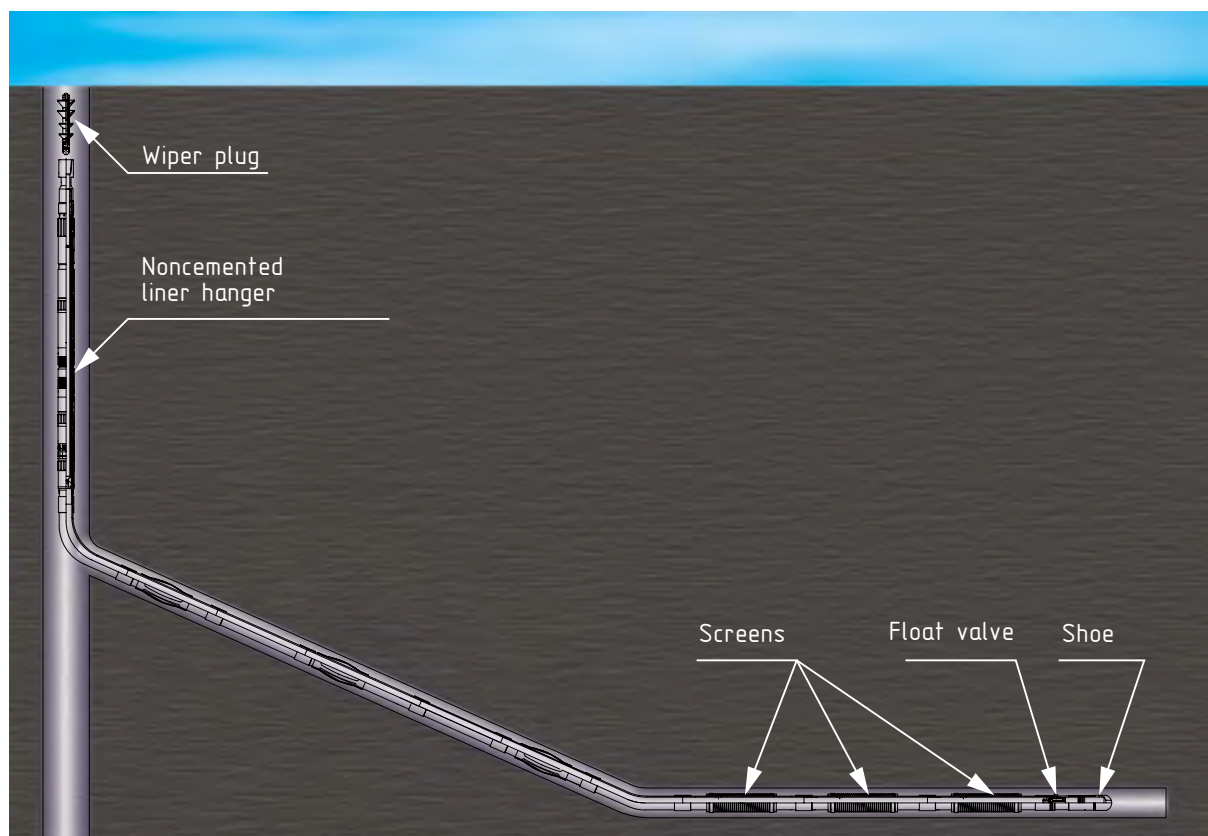 Wiper plug
Noncemented
liner hanger
Screens
Float valve
Shoe